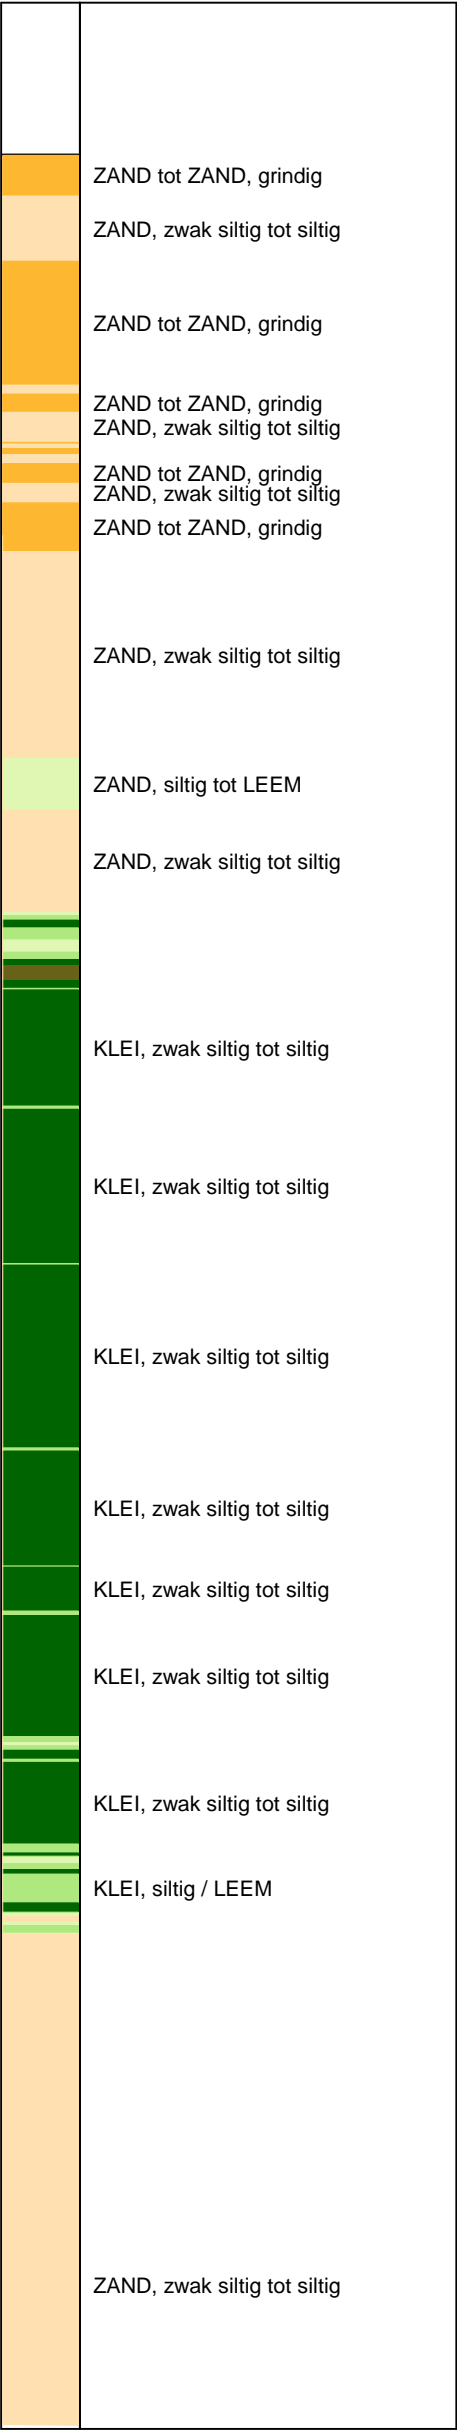 ZAND tot ZAND, grindig
ZAND, zwak siltig tot siltig
ZAND tot ZAND, grindig
ZAND tot ZAND, grindig
ZAND, zwak siltig tot siltig
ZAND tot ZAND, grindig
ZAND, zwak siltig tot siltig
ZAND tot ZAND, grindig
ZAND, zwak siltig tot siltig
ZAND, siltig tot LEEM
ZAND, zwak siltig tot siltig
KLEI, zwak siltig tot siltig
KLEI, zwak siltig tot siltig
KLEI, zwak siltig tot siltig
KLEI, zwak siltig tot siltig
KLEI, zwak siltig tot siltig
KLEI, zwak siltig tot siltig
KLEI, zwak siltig tot siltig
KLEI, siltig / LEEM
ZAND, zwak siltig tot siltig